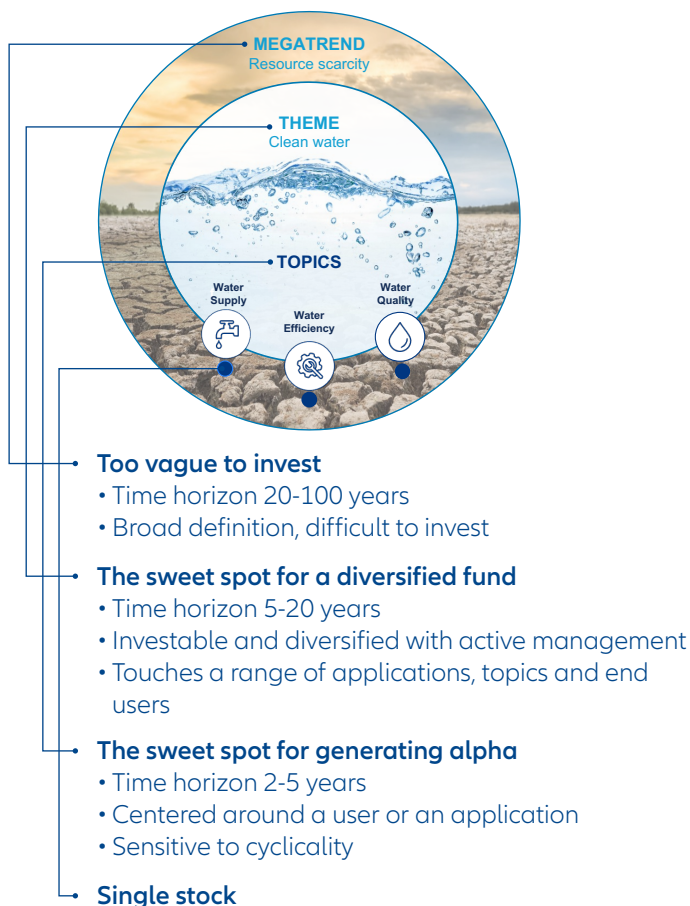 MEGATREND
Resource scarcity
THEME
Clean water
TOPICS
Water
Supply
Water
Efficiency
Water
Quality
Too vague to invest
• Time horizon 20-100 years
• Broad definition, difficult to invest
The sweet spot for a diversified fund
• Time horizon 5-20 years
• Investable and diversified with active management
• Touches a range of applications, topics and end
users
The sweet spot for generating alpha
• Time horizon 2-5 years
• Centered around a user or an application
• Sensitive to cyclicality
Single stock